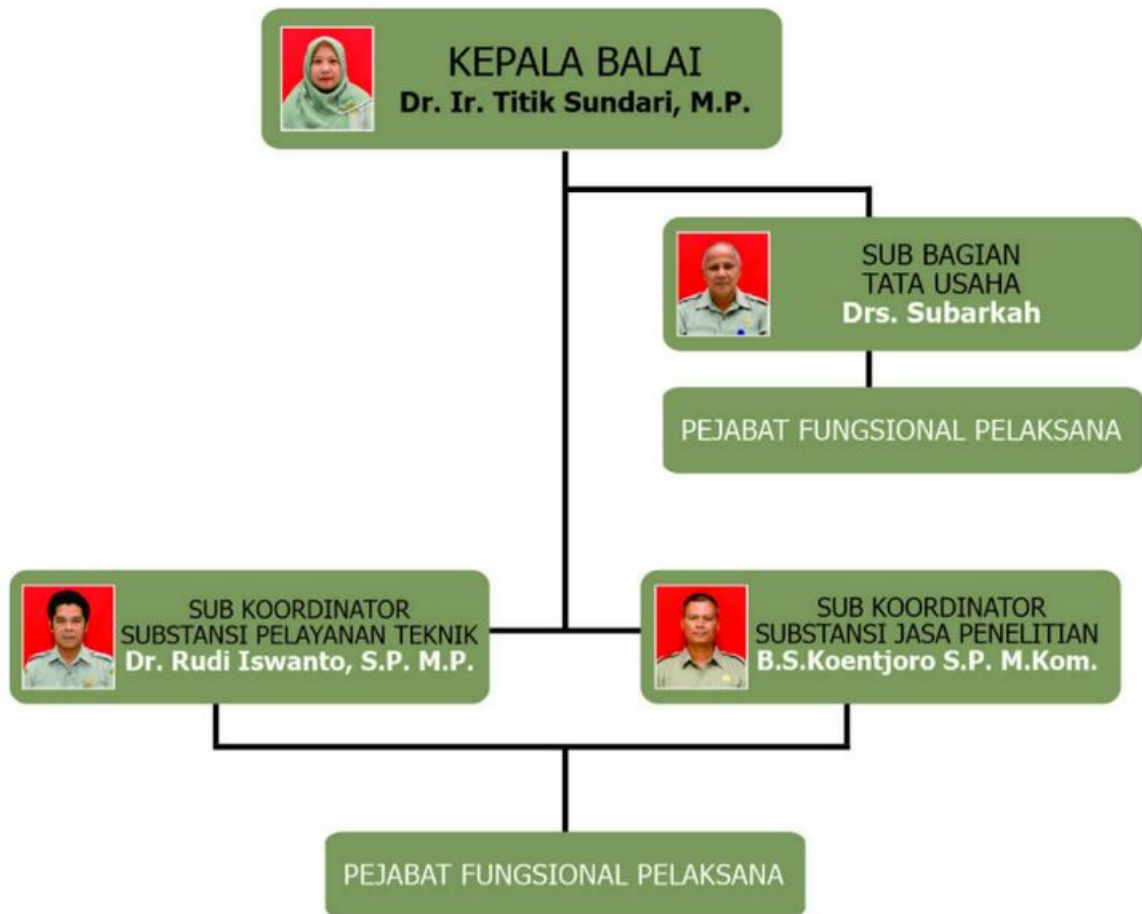 KEPALA BALAI
Dr. Ir. Titik Sundari, M.P.
SUB BAGIAN
TATA USAHA
Drs. Subarkah
PEJABAT FUNGSIONAL PELAKSANA
SUB KOORDINATOR
SUBSTANSI PELAYANAN TEKNIK
Dr. Rudi Iswanto, S.P. M.P.
SUB KOORDINATOR
SUBSTANSI JASA PENELITIAN
B.S.Koentjoro S.P. M.Kom.
PEJABAT FUNGSIONAL PELAKSANA